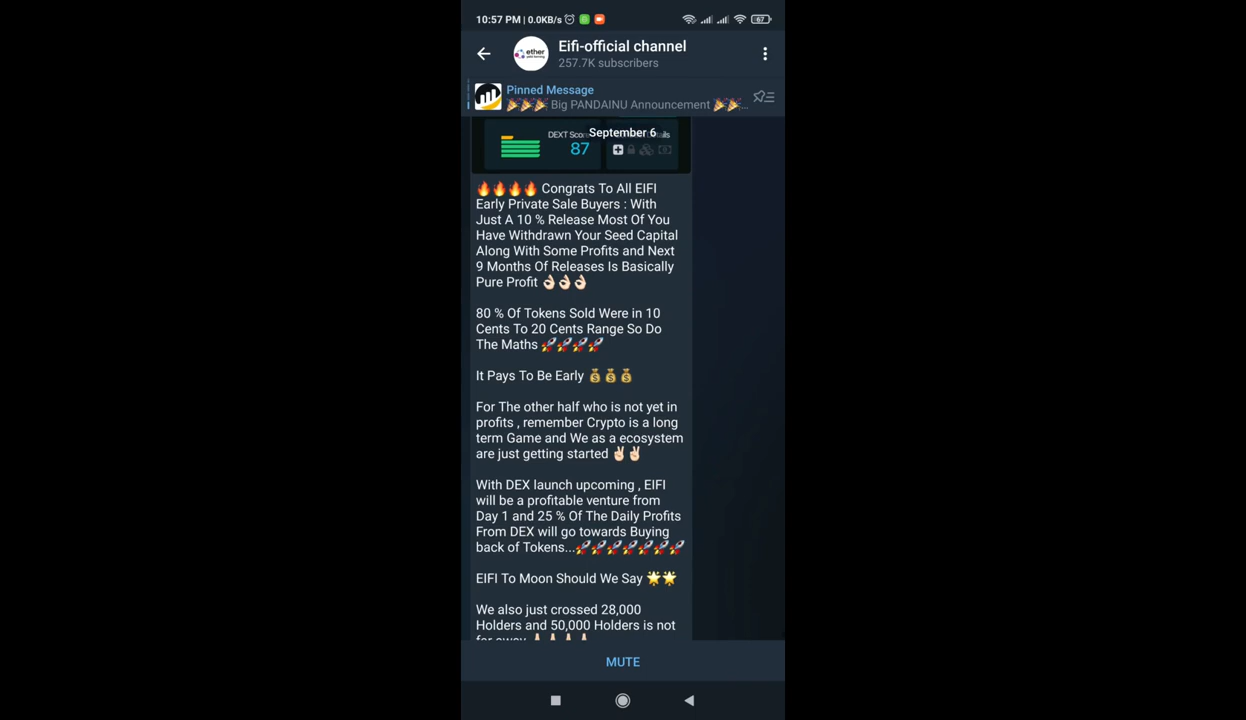 10:57 PM | 0.0KB/s
67
ether
Eifi-official channel
257.7K subscribers
Pinned Message
🎉🎉🎉 Big PANDAINU Announcement 🎉🎉...
September 6
DEXT Score
87
🔥🔥🔥🔥 Congrats To All EIFI
Early Private Sale Buyers : With
Just A 10 % Release Most Of You
Have Withdrawn Your Seed Capital
Along With Some Profits and Next
9 Months Of Releases Is Basically
Pure Profit 👌🏻👌🏻👌🏻
80 % Of Tokens Sold Were in 10
Cents To 20 Cents Range So Do
The Maths 🚀🚀🚀🚀
It Pays To Be Early 💰💰💰
For The other half who is not yet in
profits , remember Crypto is a long
term Game and We as a ecosystem
are just getting started ✌🏻✌🏻
With DEX launch upcoming , EIFI
will be a profitable venture from
Day 1 and 25 % Of The Daily Profits
From DEX will go towards Buying
back of Tokens...🚀🚀🚀🚀🚀🚀🚀
EIFI To Moon Should We Say 🌟🌟
We also just crossed 28,000
Holders and 50,000 Holders is not
far away
MUTE